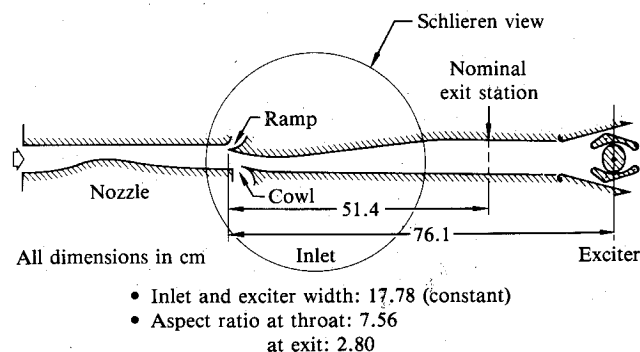 Schlieren view
Nominal
exit station
Ramp
Nozzle
Cowl
51.4
76.1
All dimensions in cm
Inlet
Exciter
• Inlet and exciter width: 17.78 (constant)
• Aspect ratio at throat: 7.56
at exit: 2.80